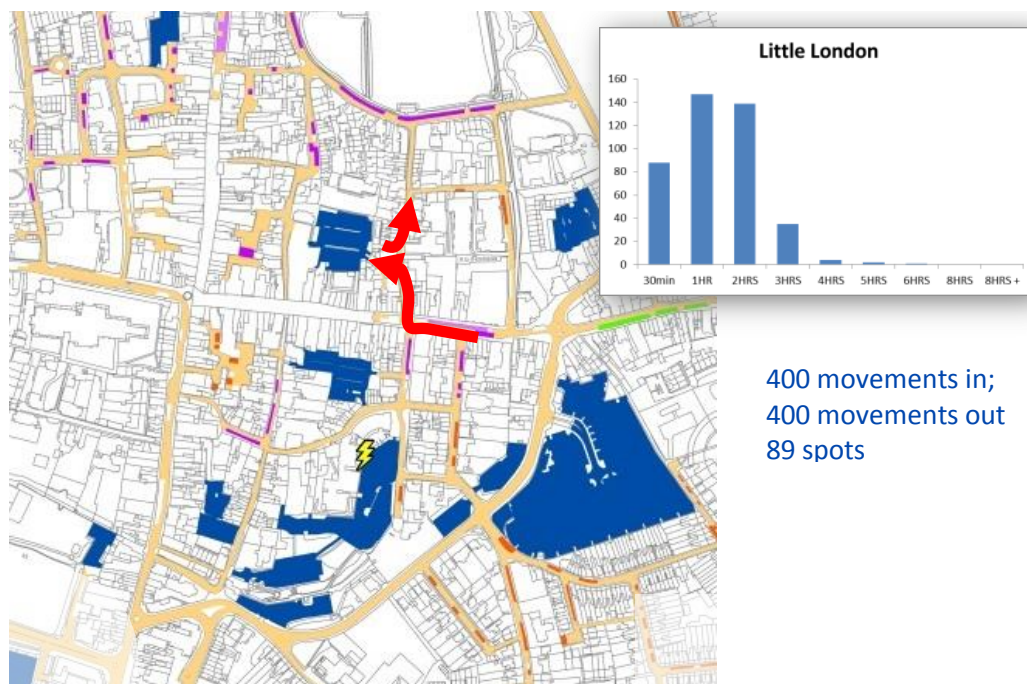 Little London
160
140
120
100
80
60
40
20
0
30min 1HR 2HRS 3HRS 4HRS 5HRS 6HRS 8HRS 8HRS +
400 movements in;
400 movements out
89 spots